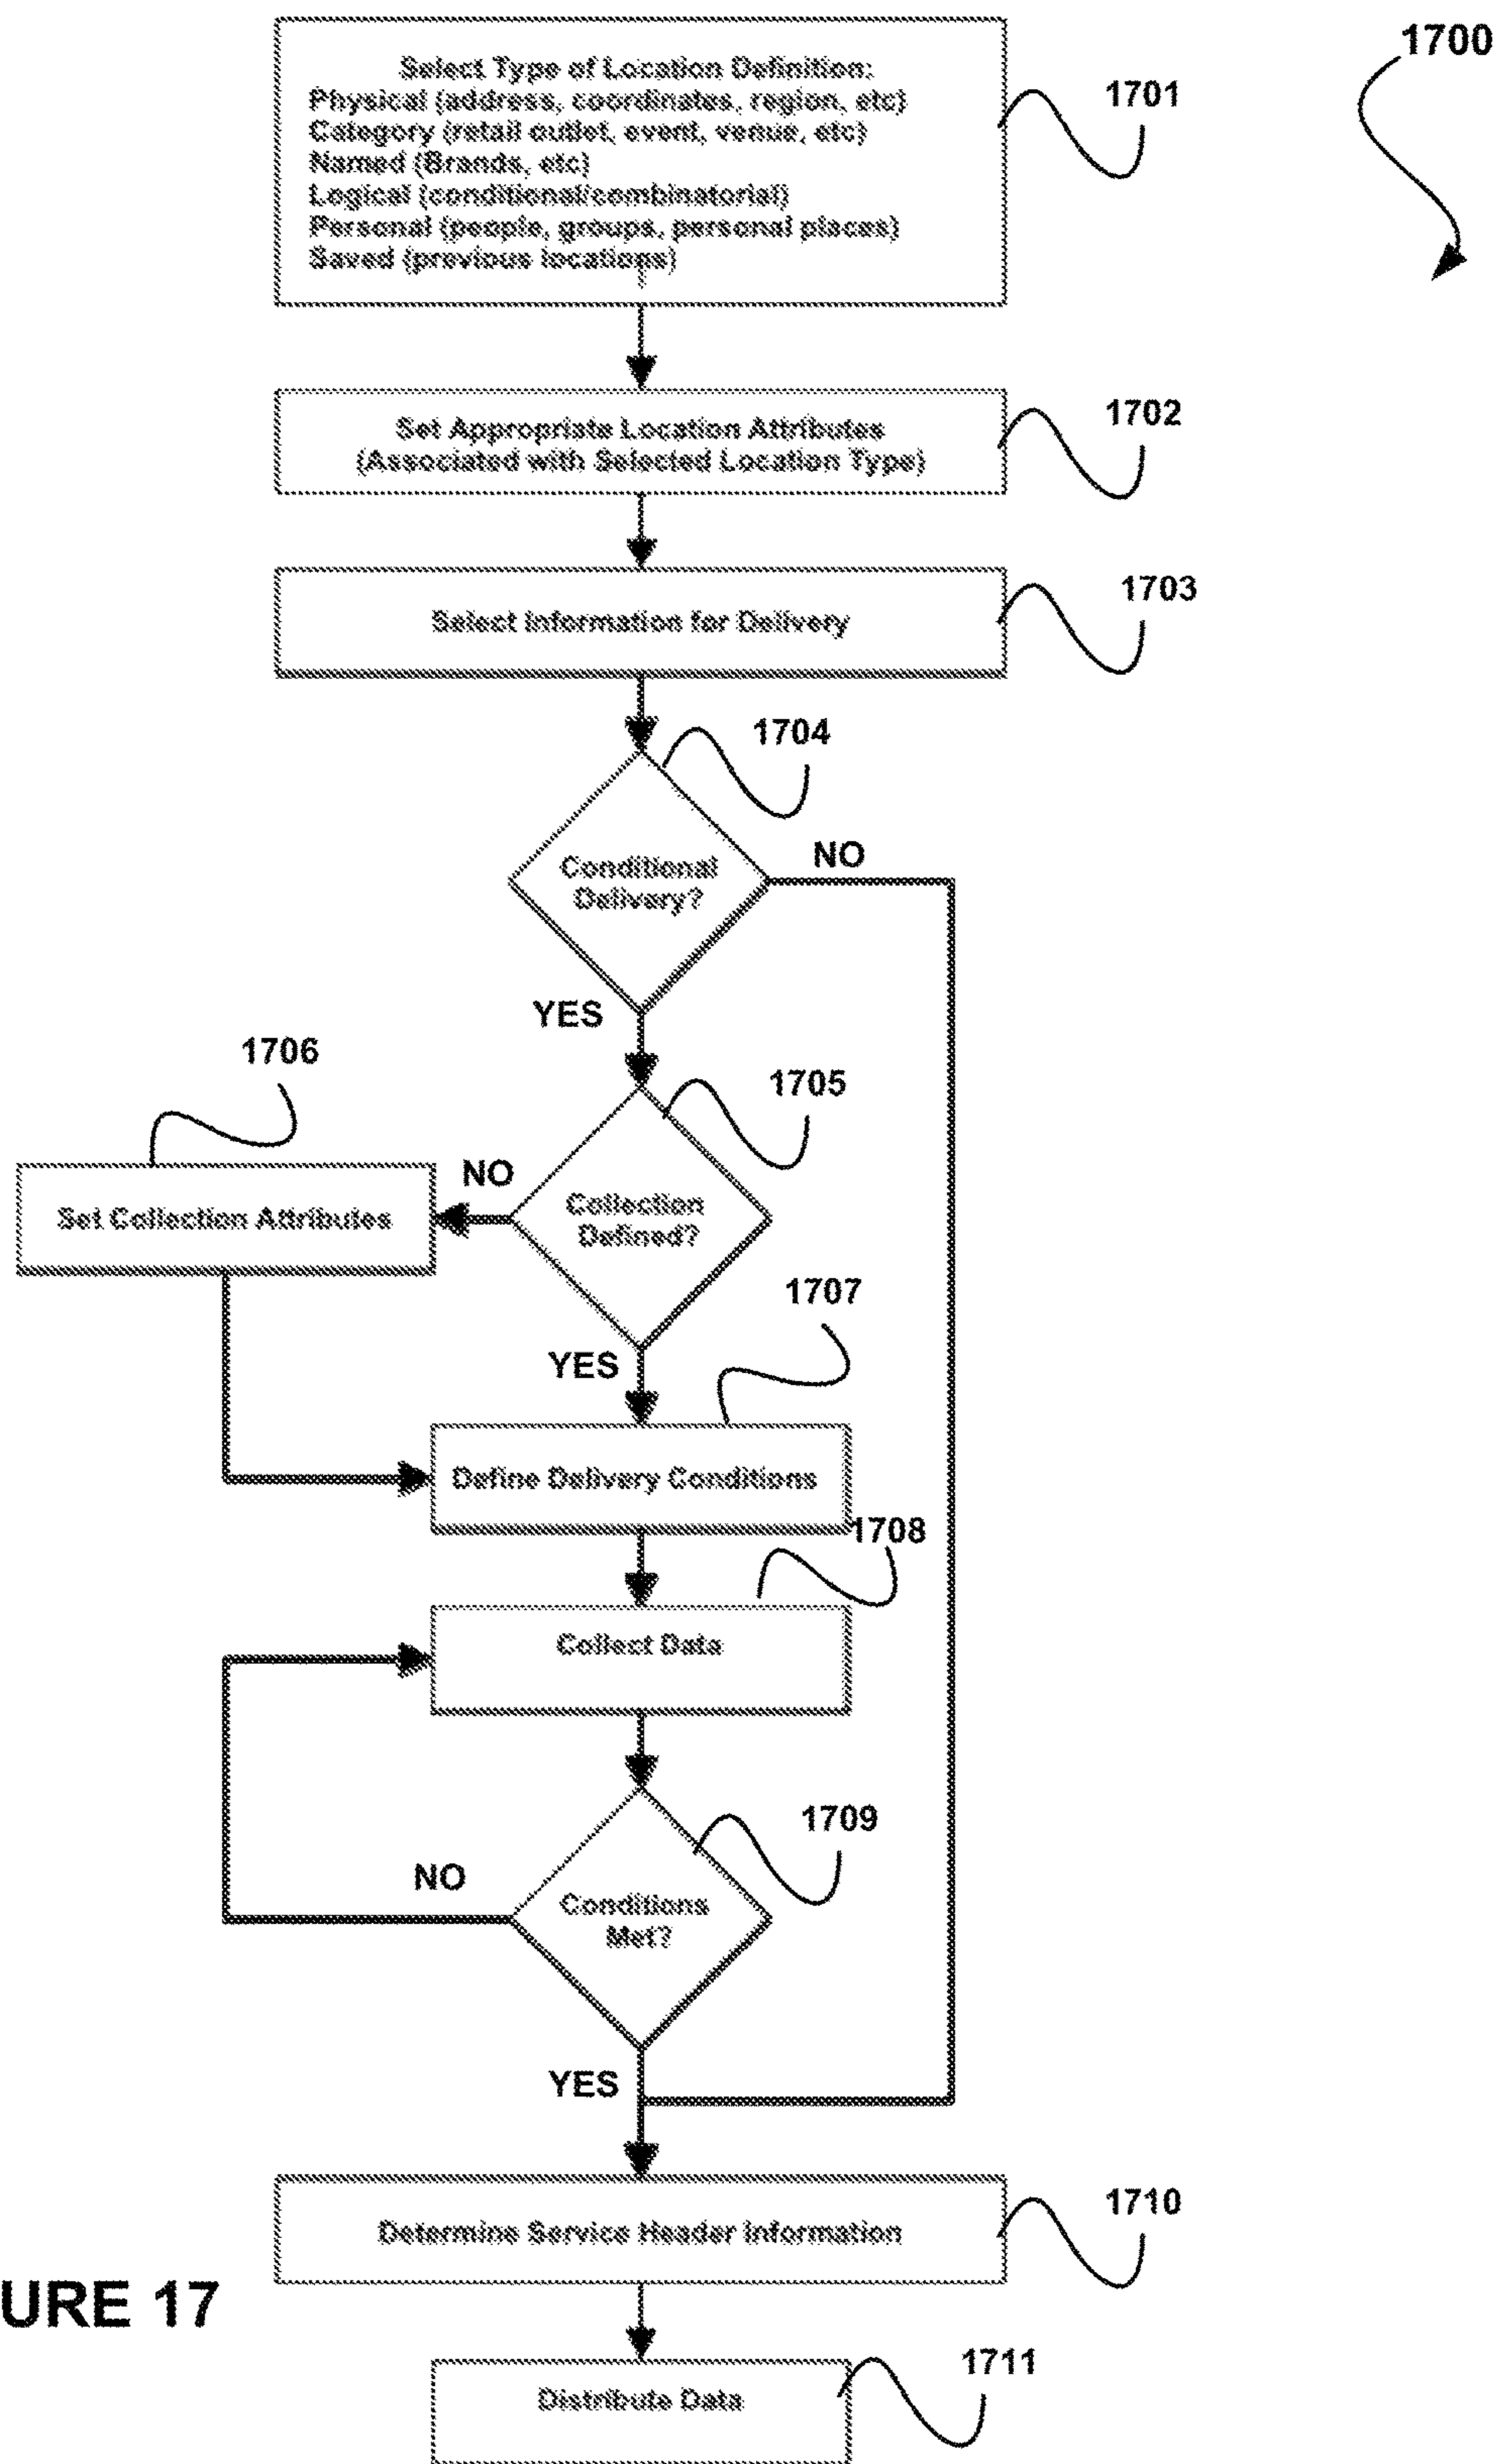 1700
Select Type of Location Definition:
Physical (address, coordinates, region, etc)
Category (retail outlet, event, venue, etc)
Named (Brands, etc)
Logical (conditional/combinatorial)
Personal (people, groups, personal places)
Saved (previous locations)
1701
Set Appropriate Location Attributes
(Associated with Selected Location Type)
1702
Select Information for Delivery
1703
1704
Conditional
Delivery?
NO
YES
1706
1705
Set Collection Attributes
NO
Collection
Defined?
1707
YES
Define Delivery Conditions
1708
Collect Data
1709
NO
Conditions
Met?
YES
Determine Service Header Information
1710
URE 17
1711
Distribute Data